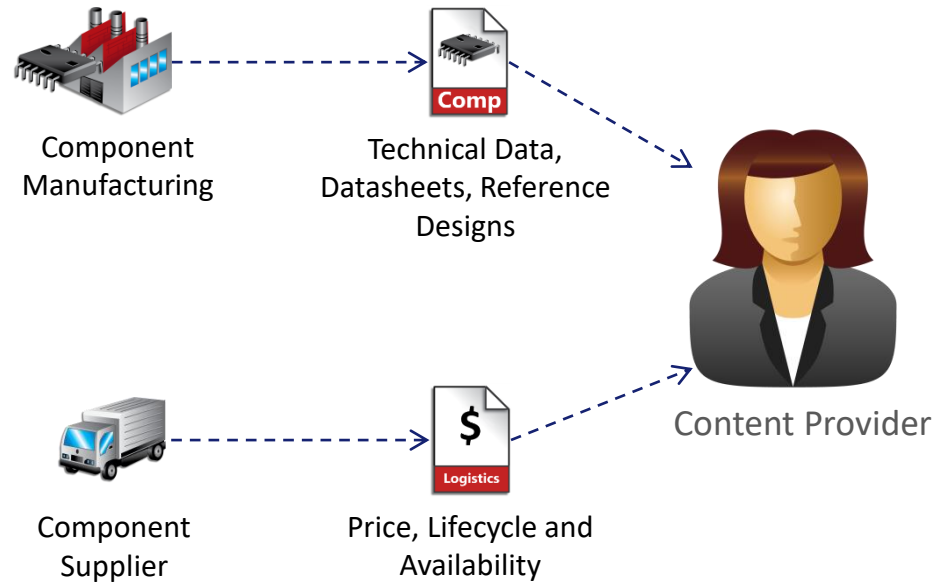 Comp
Component
Manufacturing
Technical Data,
Datasheets, Reference
Designs
Content Provider
$
Logistics
Component
Supplier
Price, Lifecycle and
Availability